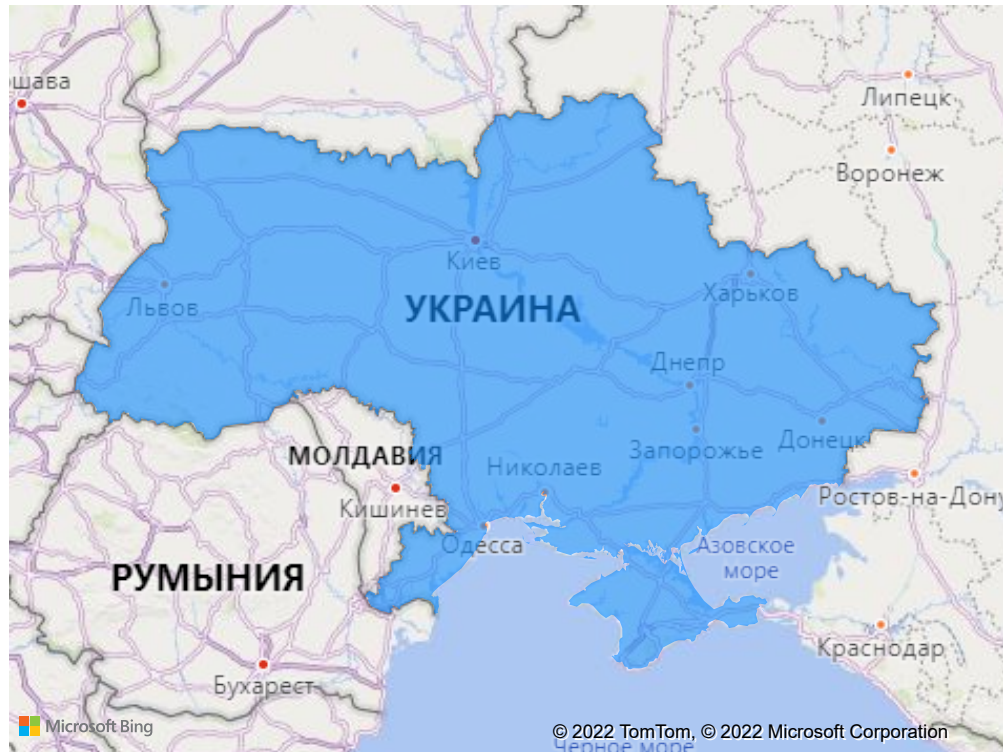 шава
Липецк
Воронеж
Киев
Львов
УКРАИНА
Харьков
Днепр
Запорожье
Донецк
МОЛДАВИЯ
Николаев
Кишинев
Ростов-на-Дону
Одесса
Азовское
море
РУМЫНИЯ
Краснодар
Бухарест
Microsoft Bing
© 2022 TomTom, © 2022 Microsoft Corporation
Черное море